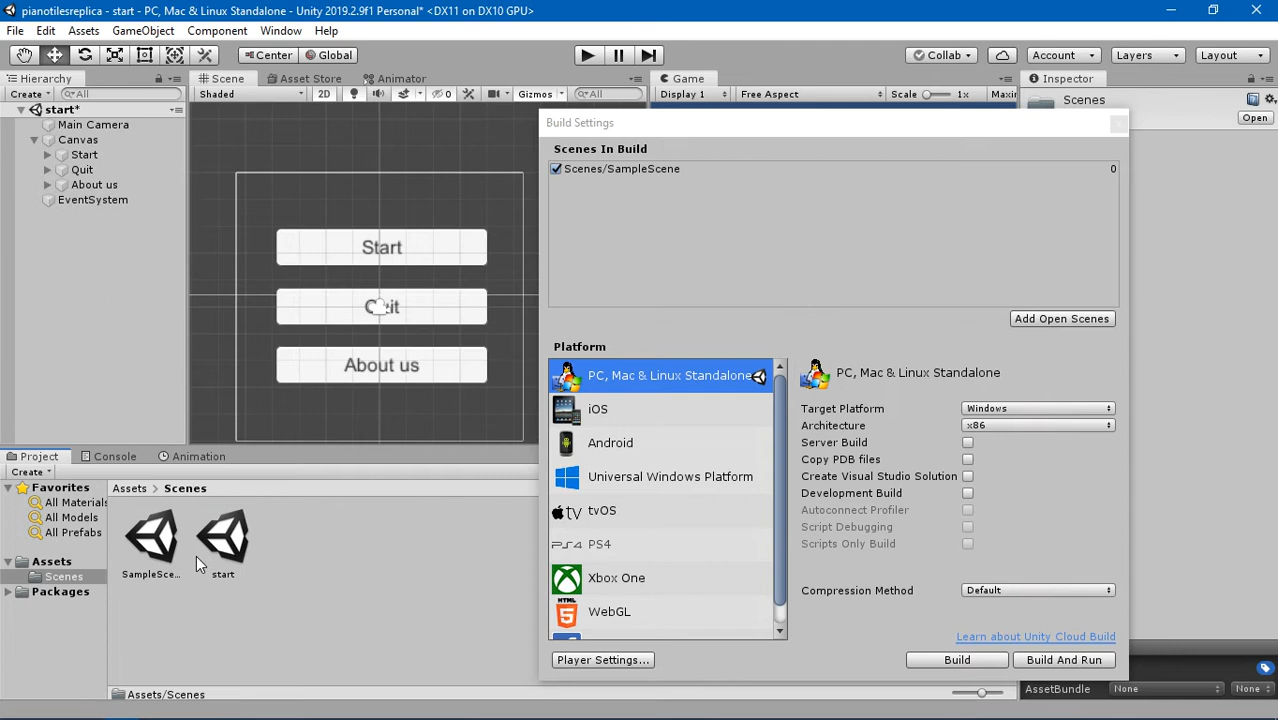 pianotilesreplica - start - PC, Mac & Linux Standalone - Unity 2019.2.9f1 Personal* <DX11 on DX10 GPU>
File Edit Assets GameObject Component Window Help
Center Global Collab Account Layers Layout
Hierarchy Scene Asset Store Animator Game Inspector
Create All Shaded 2D 0 Gizmos All Display 1 Free Aspect Scale 1x Maxin
start*
Main Camera
Canvas
Start
Quit
About us
EventSystem
Start
About us
Scenes
Open
Build Settings
Scenes In Build
Scenes/SampleScene 0
Add Open Scenes
Platform
PC, Mac & Linux Standalone
iOS
Android
Universal Windows Platform
tv tvOS
PS4 PS4
Xbox One
HTML 5 WebGL
PC, Mac & Linux Standalone
Target Platform Windows
Architecture x86
Server Build
Copy PDB files
Create Visual Studio Solution
Development Build
Autoconnect Profiler
Script Debugging
Scripts Only Build
Compression Method Default
Learn about Unity Cloud Build
Player Settings... Build Build And Run
Project Console Animation
Create
Favorites
All Materials
All Models
All Prefabs
Assets
Scenes
Packages
Assets Scenes
SampleSce... start
Assets/Scenes
AssetBundle None None